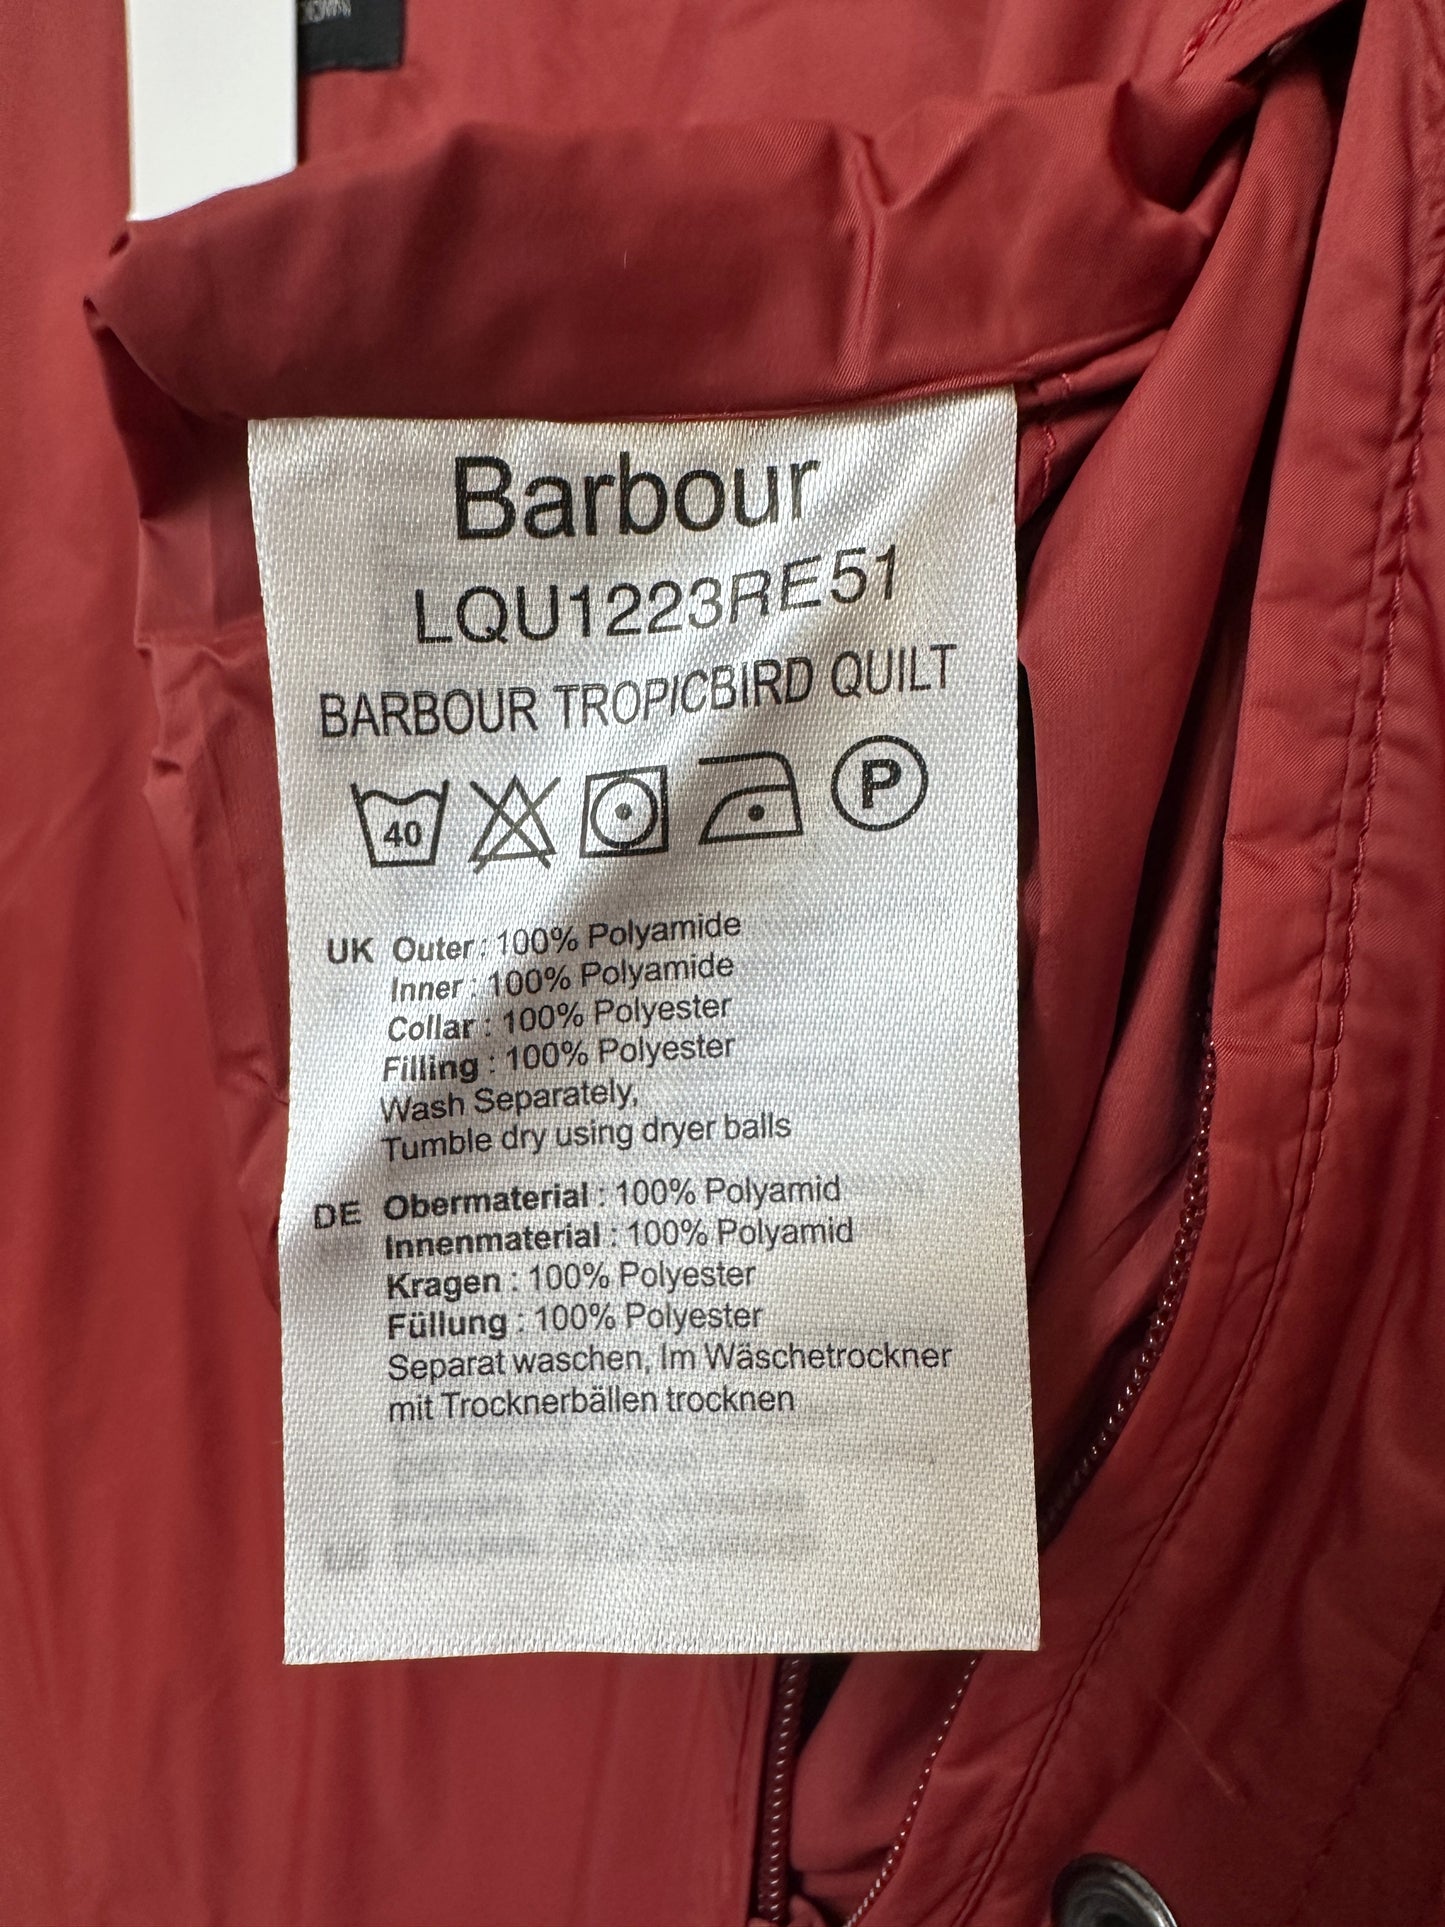 Barbour
LQU1223RE51
BARBOUR TROPICBIRD QUILT
40
P
UK Outer : 100% Polyamide
Inner : 100% Polyamide
Collar : 100% Polyester
Filling : 100% Polyester
Wash Separately,
Tumble dry using dryer balls
DE Obermaterial : 100% Polyamid
Innenmaterial : 100% Polyamid
Kragen : 100% Polyester
Füllung : 100% Polyester
Separat waschen, Im Wäschetrockner
mit Trocknerbällen trocknen